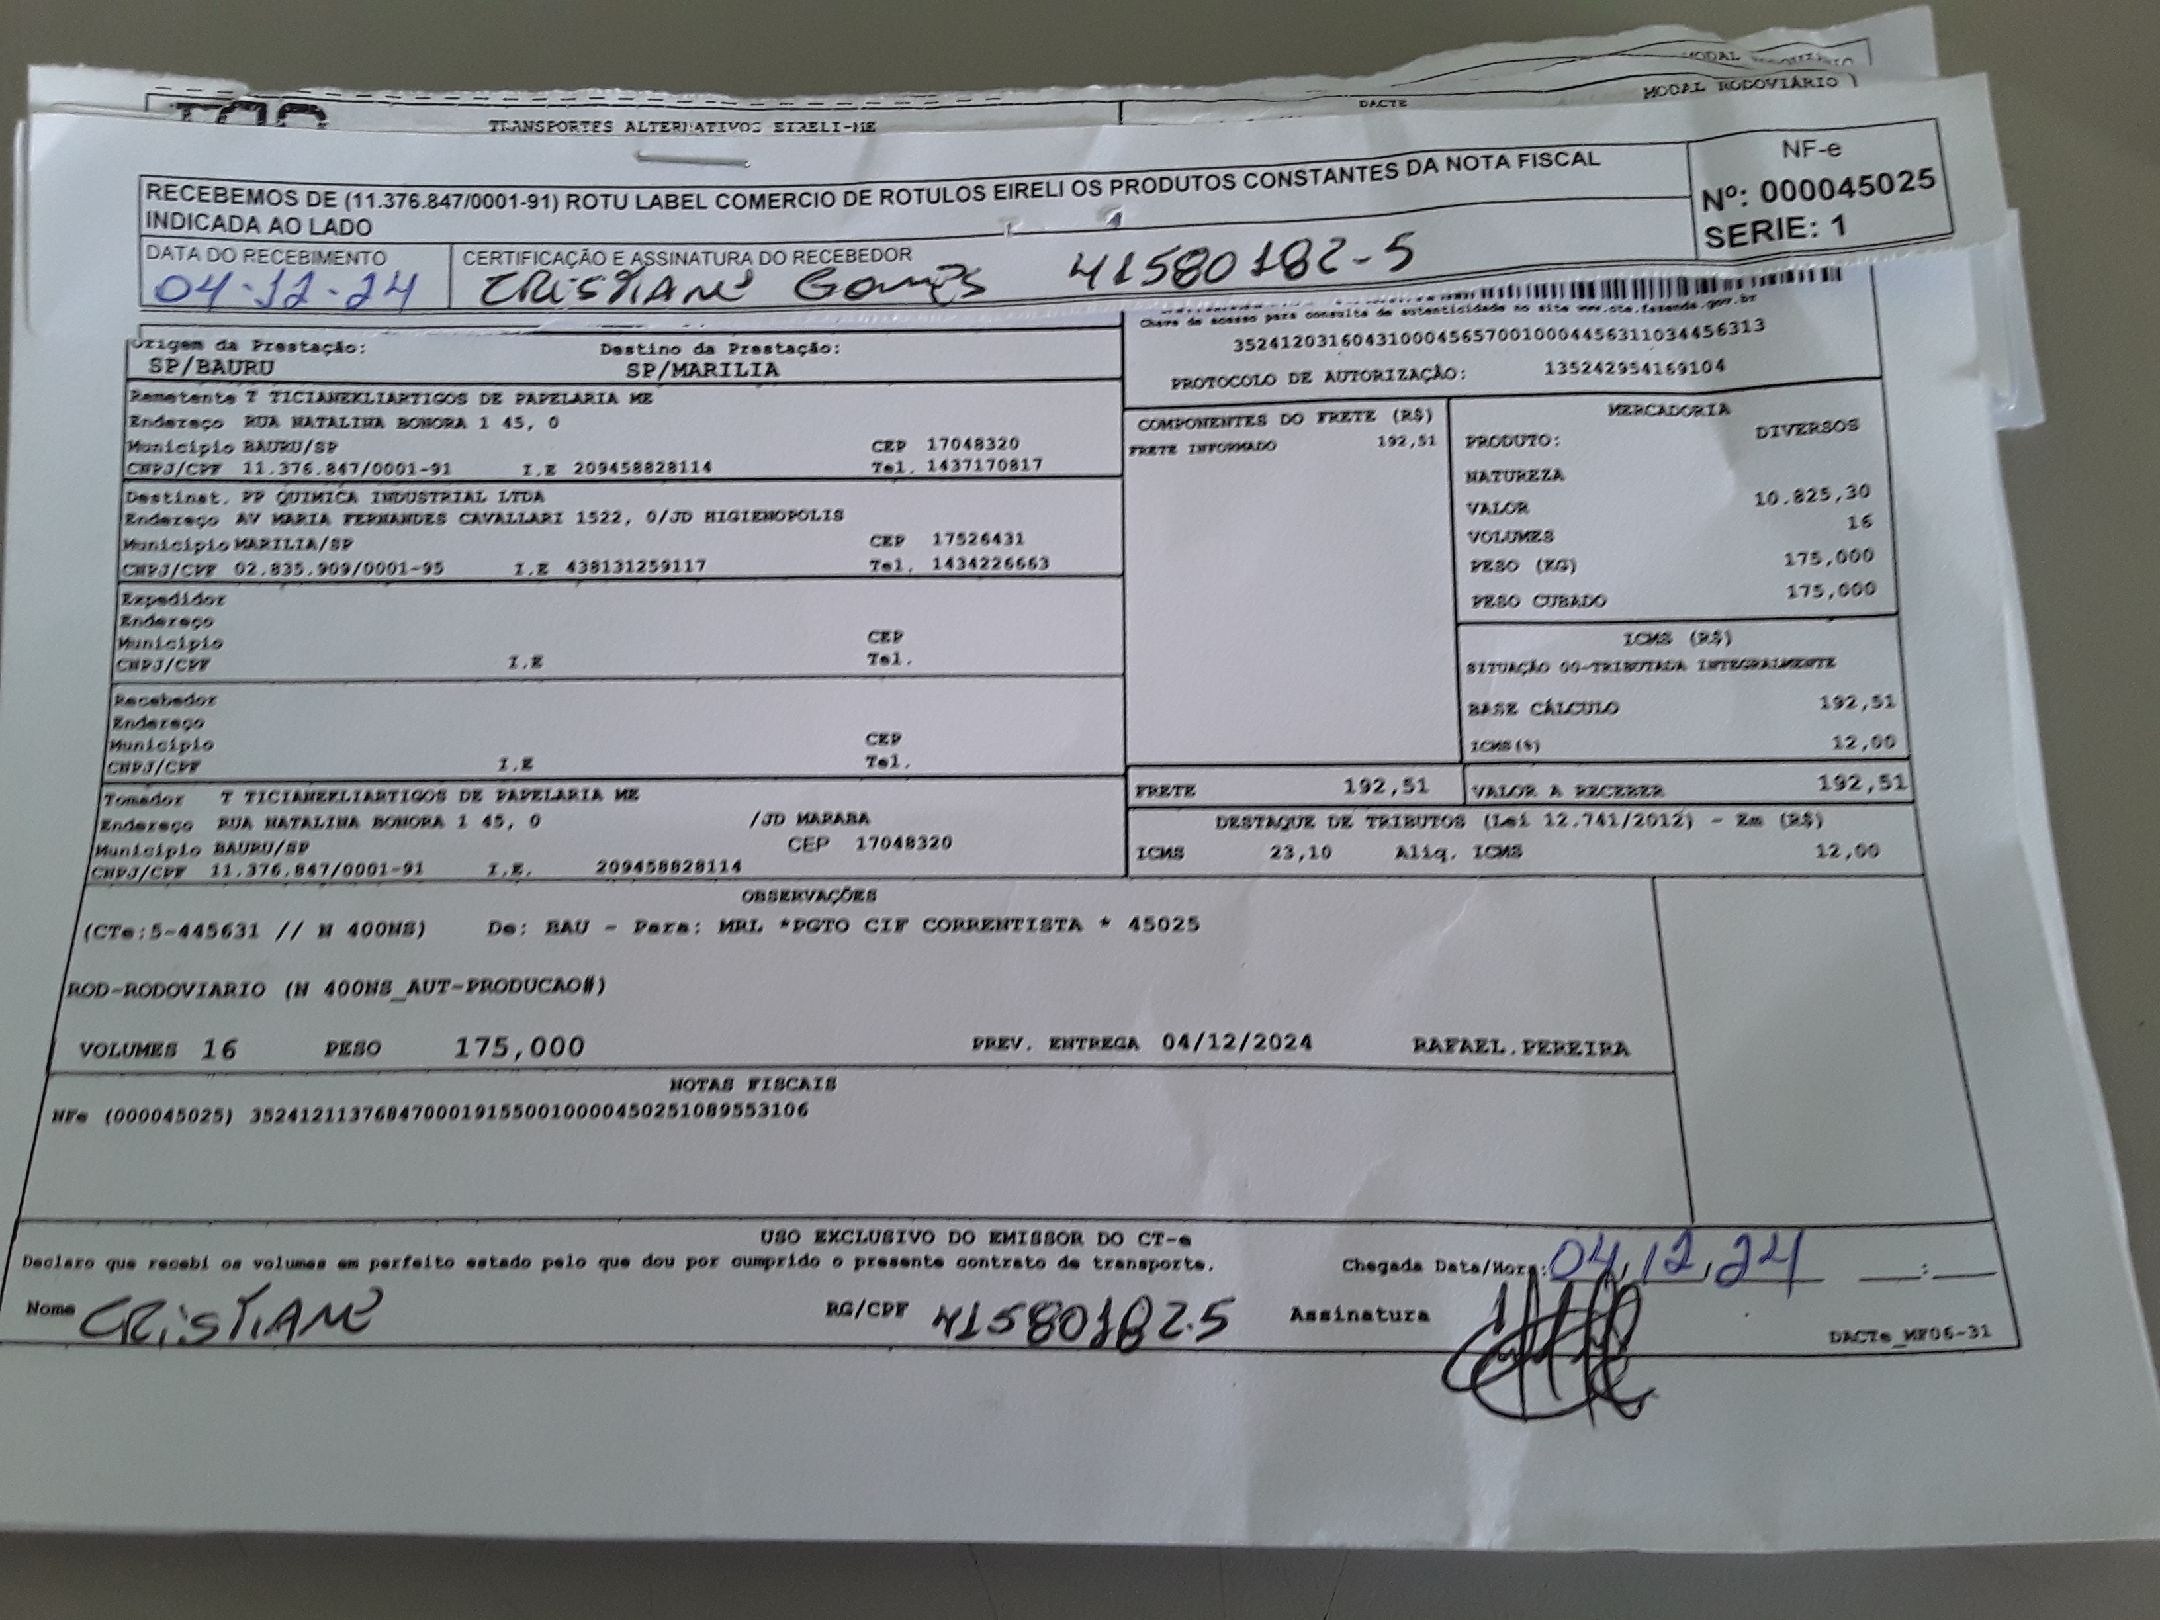 MODAL RODOVIÁRIO
DACTE
MODAL RODOVIÁRIO
TRANSPORTES ALTERNATIVOS EIRELI-ME
RECEBEMOS DE (11.376.847/0001-91) ROTU LABEL COMERCIO DE ROTULOS EIRELI OS PRODUTOS CONSTANTES DA NOTA FISCAL
INDICADA AO LADO
NF-e
Nº: 000045025
SERIE: 1
DATA DO RECEBIMENTO
04-12-24
CERTIFICAÇÃO E ASSINATURA DO RECEBEDOR
CRISTIANE Gomes 41580182-5
Chave de acesso para consulta de autenticidade no site www.cte.fazenda.gov.br
35241203160431000456570010004456311034456313
PROTOCOLO DE AUTORIZAÇÃO: 135242954169104
Origem da Prestação: Destino da Prestação:
SP/BAURU SP/MARILIA
Remetente T TICIANEKLIARTIGOS DE PAPELARIA ME
Endereço RUA NATALINA BONORA 1 45, 0
Município BAURU/SP CEP 17048320
CNPJ/CPF 11.376.847/0001-91 I.E 209458828114 Tel. 1437170817
Destinat. PP QUIMICA INDUSTRIAL LTDA
Endereço AV MARIA FERNANDES CAVALLARI 1522, 0/JD HIGIENOPOLIS
Município MARILIA/SP CEP 17526431
CNPJ/CPF 02.835.909/0001-95 I.E 438131259117 Tel. 1434226663
Expedidor
Endereço
Município CEP
CNPJ/CPF I.E Tel.
Recebedor
Endereço
Município CEP
CNPJ/CPF I.E Tel.
Tomador T TICIANEKLIARTIGOS DE PAPELARIA ME
Endereço RUA NATALINA BONORA 1 45, 0 /JD MARABA
Município BAURU/SP CEP 17048320
CNPJ/CPF 11.376.847/0001-91 I.E. 209458828114
COMPONENTES DO FRETE (R$)
FRETE INFORMADO 192,51
MERCADORIA
PRODUTO: DIVERSOS
NATUREZA
VALOR 10.825,30
VOLUMES 16
PESO (KG) 175,000
PESO CUBADO 175,000
ICMS (R$)
SITUAÇÃO 00-TRIBUTADA INTEGRALMENTE
BASE CÁLCULO 192,51
ICMS(%) 12,00
FRETE 192,51 VALOR A RECEBER 192,51
DESTAQUE DE TRIBUTOS (Lei 12.741/2012) - Em (R$)
ICMS 23,10 Aliq. ICMS 12,00
OBSERVAÇÕES
(CTe:5-445631 // N 400NS) De: BAU - Para: MRL *PGTO CIF CORRENTISTA * 45025
ROD-RODOVIARIO (N 400NS_AUT-PRODUCAO#)
VOLUMES 16 PESO 175,000 PREV. ENTREGA 04/12/2024 RAFAEL.PEREIRA
NOTAS FISCAIS
NFe (000045025) 35241211376847000191550010000450251089553106
USO EXCLUSIVO DO EMISSOR DO CT-e
Declaro que recebi os volumes em perfeito estado pelo que dou por cumprido o presente contrato de transporte.
Chegada Data/Hora: 04,12,24 __:__
Nome CRISTIANE RG/CPF 41580182.5 Assinatura
DACTe_MF06-31